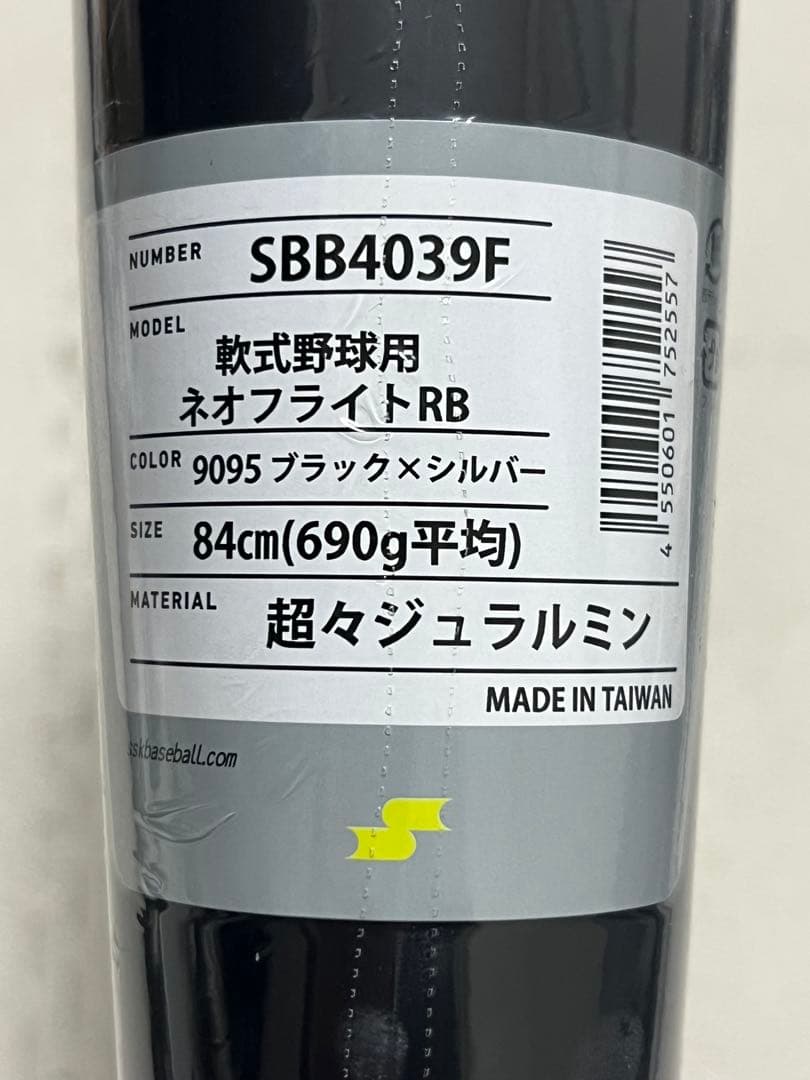 NUMBER SBB4039F
MODEL
軟式野球用
ネオフライトRB
COLOR 9095 ブラック×シルバー
SIZE 84cm(690g平均)
MATERIAL 超々ジュラルミン
MADE IN TAIWAN
4 550601 752557
sskbaseball.com